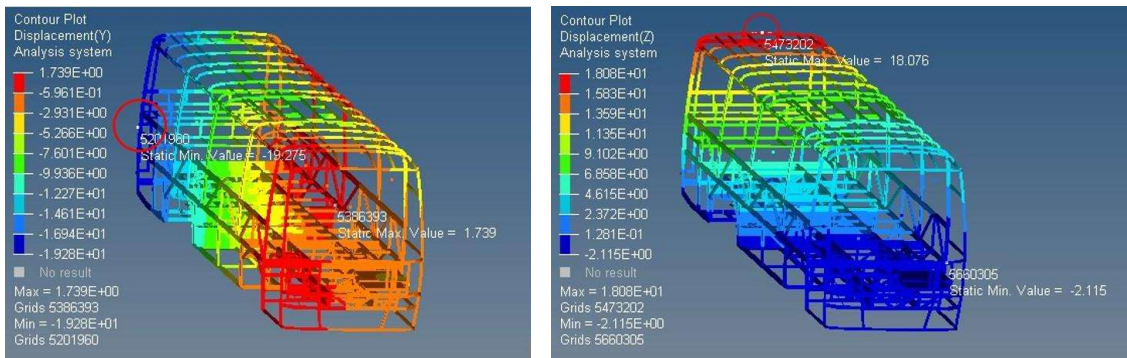 Contour Plot
Displacement(Y)
Analysis system
1.739E+00
-5.961E-01
-2.931E+00
-5.266E+00
-7.601E+00
-9.936E+00
-1.227E+01
-1.461E+01
-1.694E+01
-1.928E+01
No result
Max = 1.739E+00
Grids 5386393
Min = -1.928E+01
Grids 5201960
5201960
Static Min. Value = -19.275
5386393
Static Max. Value = 1.739
Contour Plot
Displacement(Z)
Analysis system
1.808E+01
1.583E+01
1.359E+01
1.135E+01
9.102E+00
6.858E+00
4.615E+00
2.372E+00
1.281E-01
-2.115E+00
No result
Max = 1.808E+01
Grids 5473202
Min = -2.115E+00
Grids 5660305
5473202
Static Max. Value = 18.076
5660305
Static Min. Value = -2.115